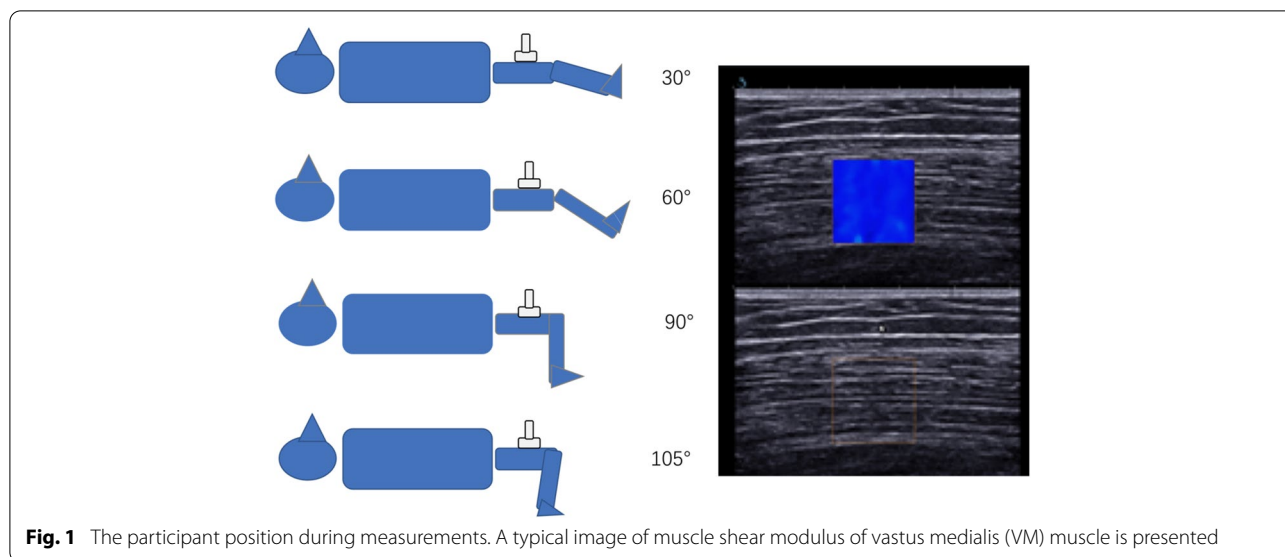 30°
60°
90°
105°
Fig. 1 The participant position during measurements. A typical image of muscle shear modulus of vastus medialis (VM) muscle is presented